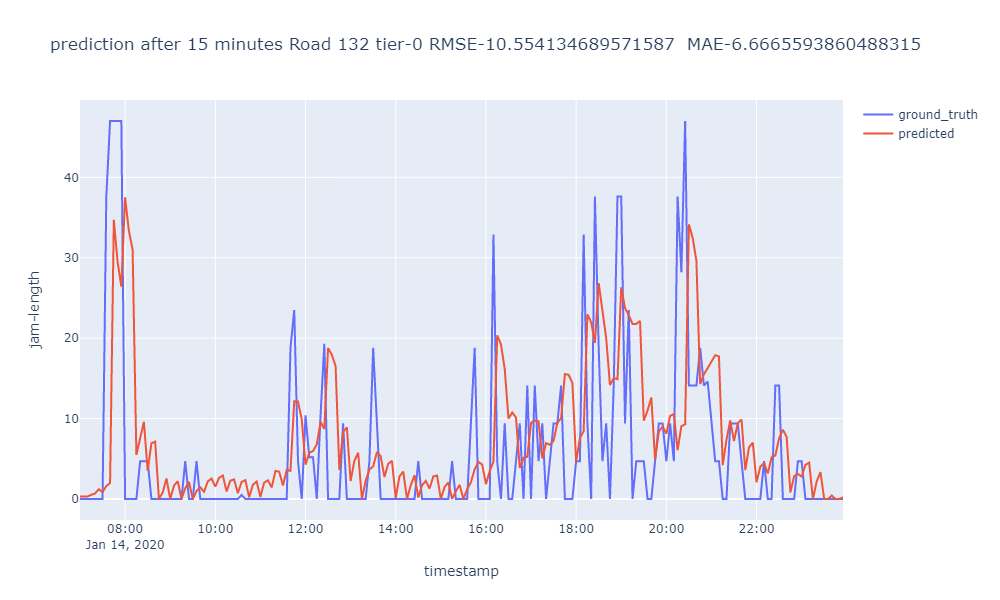 prediction after 15 minutes Road 132 tier-0 RMSE-10.554134689571587  MAE-6.6665593860488315
ground_truth
predicted
40
30
20
10
0
jam-length
08:00 10:00 12:00 14:00 16:00 18:00 20:00 22:00
Jan 14, 2020
timestamp